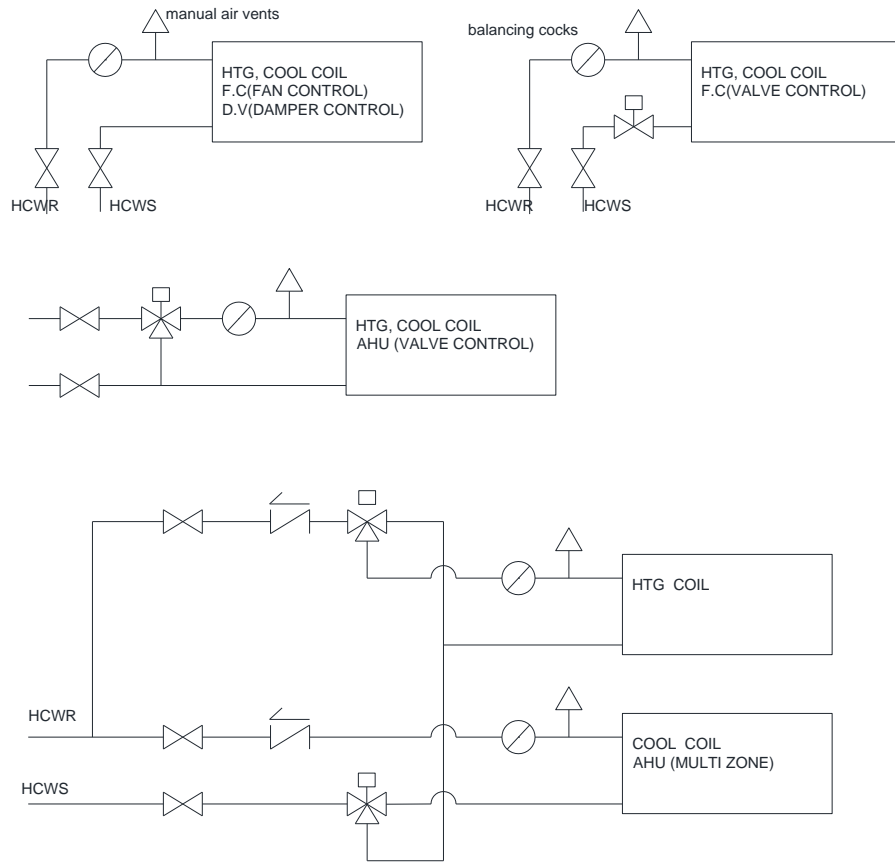 manual air vents
HTG, COOL COIL
F.C(FAN CONTROL)
D.V(DAMPER CONTROL)
HCWR
HCWS
balancing cocks
HTG, COOL COIL
F.C(VALVE CONTROL)
HCWR
HCWS
HTG, COOL COIL
AHU (VALVE CONTROL)
HTG COIL
HCWR
COOL COIL
AHU (MULTI ZONE)
HCWS